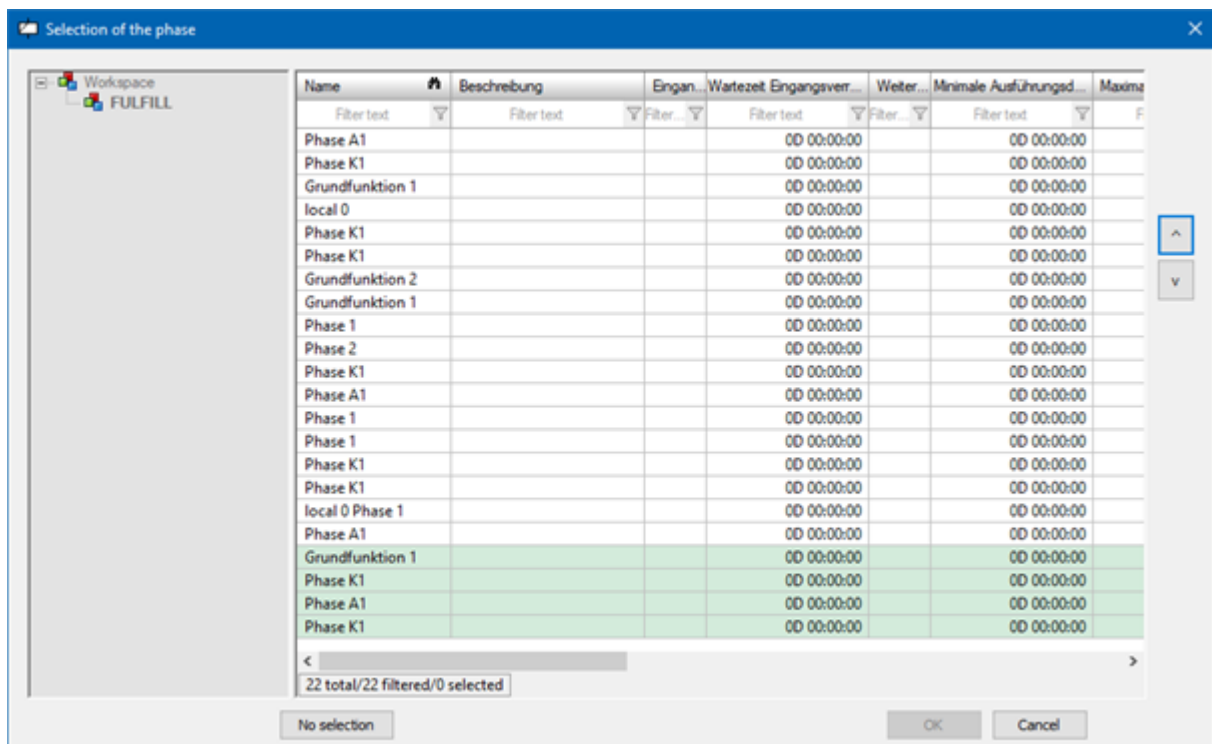 Selection of the phase
Workspace
FULFILL
Name Beschreibung Eingan... Wartezeit Eingangsverr... Weiter... Minimale Ausführungsd... Maxima
Filter text Filter text Filter... Filter text Filter... Filter text F
Phase A1 0D 00:00:00 0D 00:00:00
Phase K1 0D 00:00:00 0D 00:00:00
Grundfunktion 1 0D 00:00:00 0D 00:00:00
local 0 0D 00:00:00 0D 00:00:00
Phase K1 0D 00:00:00 0D 00:00:00
Phase K1 0D 00:00:00 0D 00:00:00
Grundfunktion 2 0D 00:00:00 0D 00:00:00
Grundfunktion 1 0D 00:00:00 0D 00:00:00
Phase 1 0D 00:00:00 0D 00:00:00
Phase 2 0D 00:00:00 0D 00:00:00
Phase K1 0D 00:00:00 0D 00:00:00
Phase A1 0D 00:00:00 0D 00:00:00
Phase 1 0D 00:00:00 0D 00:00:00
Phase 1 0D 00:00:00 0D 00:00:00
Phase K1 0D 00:00:00 0D 00:00:00
Phase K1 0D 00:00:00 0D 00:00:00
local 0 Phase 1 0D 00:00:00 0D 00:00:00
Phase A1 0D 00:00:00 0D 00:00:00
Grundfunktion 1 0D 00:00:00 0D 00:00:00
Phase K1 0D 00:00:00 0D 00:00:00
Phase A1 0D 00:00:00 0D 00:00:00
Phase K1 0D 00:00:00 0D 00:00:00
22 total/22 filtered/0 selected
No selection OK Cancel